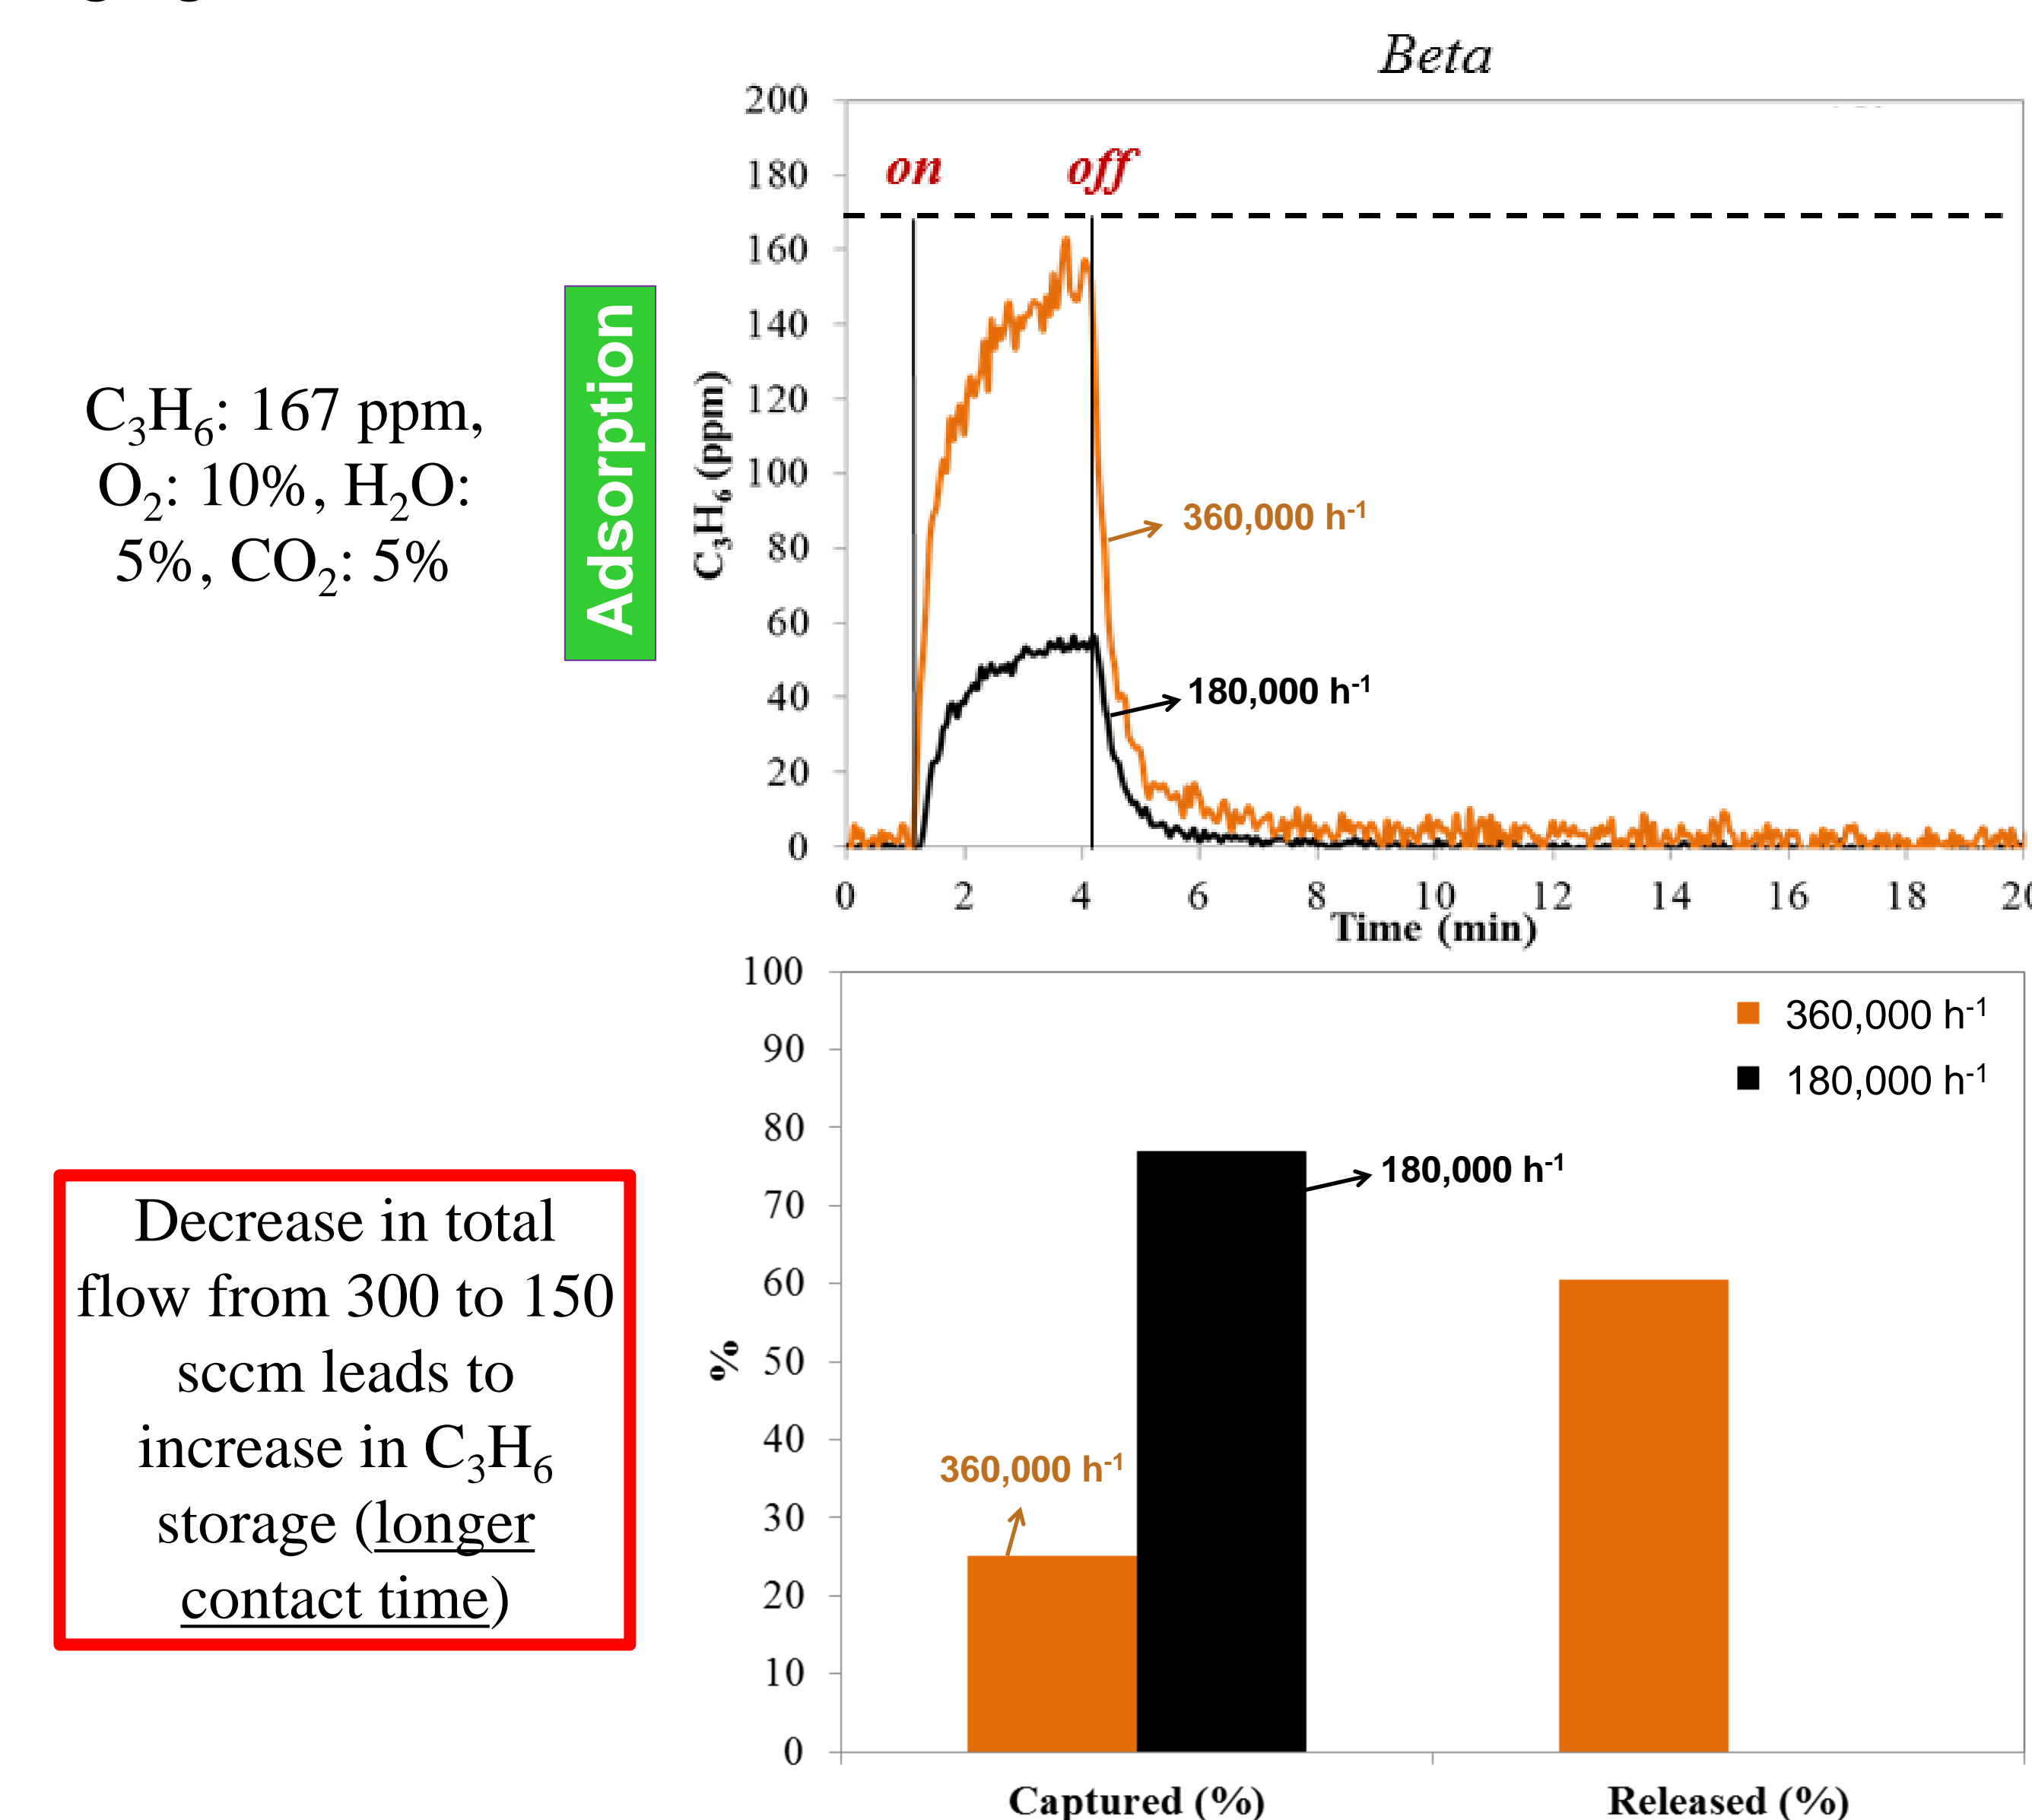 Beta
C₃H₆: 167 ppm,
O₂: 10%, H₂O:
5%, CO₂: 5%
Adsorption
C₃H₆ (ppm)
200
180
160
140
120
100
80
60
40
20
0
on
off
360,000 h⁻¹
180,000 h⁻¹
0 2 4 6 8 10 12 14 16 18
Time (min)
Decrease in total
flow from 300 to 150
sccm leads to
increase in C₃H₆
storage (longer
contact time)
%
100
90
80
70
60
50
40
30
20
10
0
360,000 h⁻¹
180,000 h⁻¹
180,000 h⁻¹
360,000 h⁻¹
Captured (%)
Released (%)